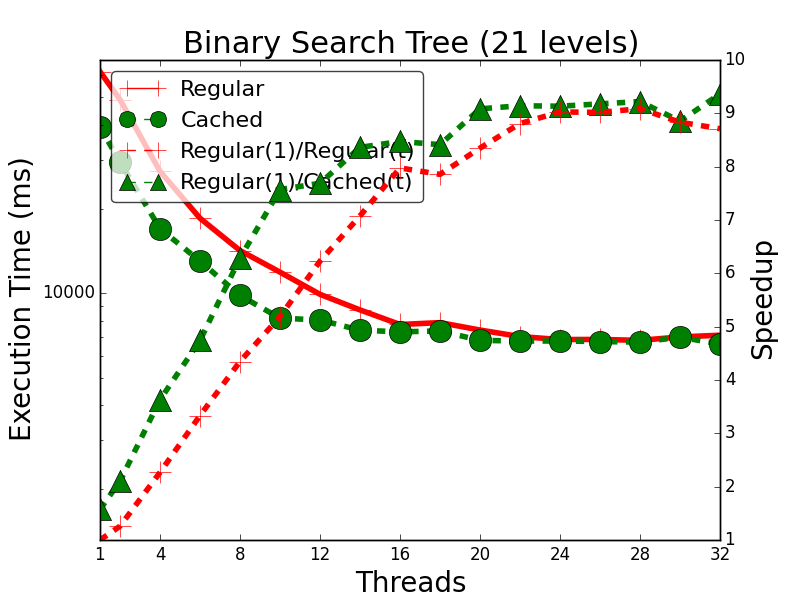 Binary Search Tree (21 levels)
Regular
Cached
Regular(1)/Regular(t)
Regular(1)/Cached(t)
Execution Time (ms)
10000
10
9
8
7
6
5
4
3
2
1
Speedup
1 4 8 12 16 20 24 28 32
Threads